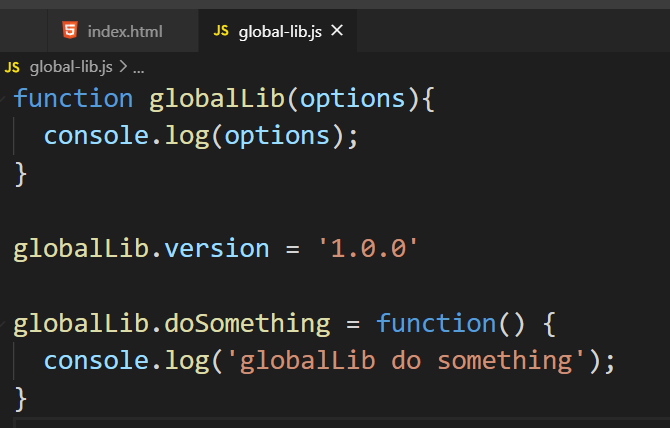 index.html
JS global-lib.js ×
JS global-lib.js > ...
function globalLib(options){
  console.log(options);
}

globalLib.version = '1.0.0'

globalLib.doSomething = function() {
  console.log('globalLib do something');
}